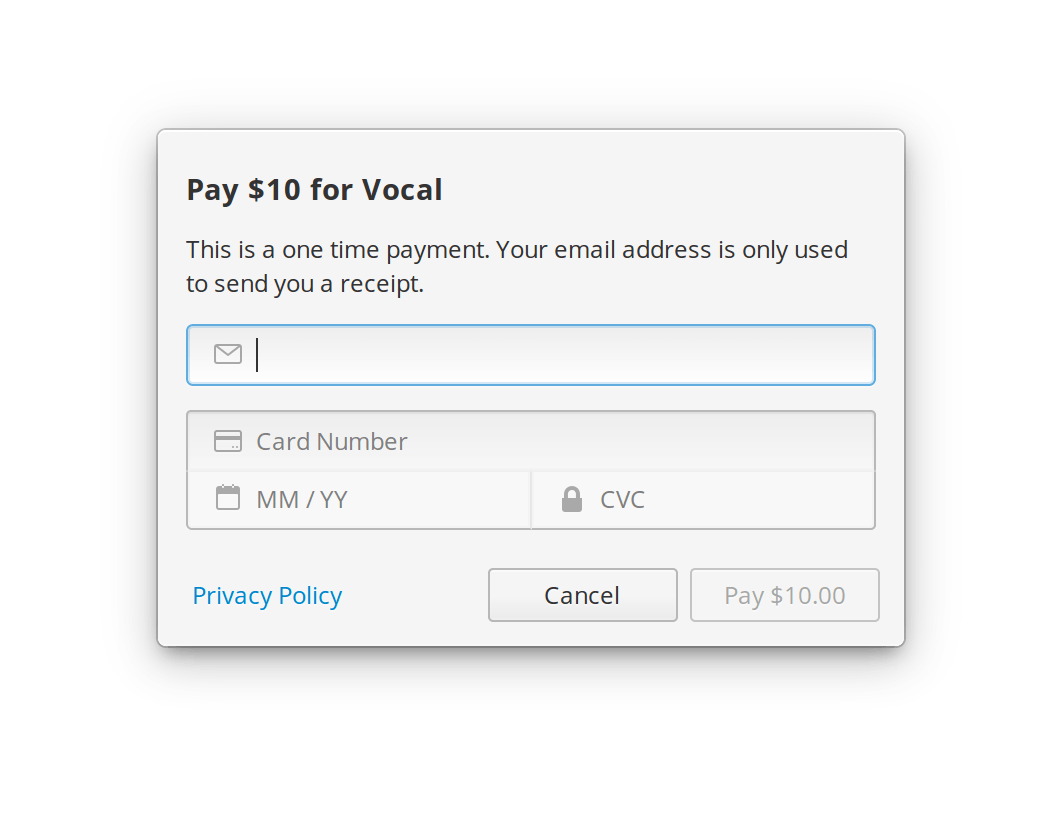 Pay $10 for Vocal
This is a one time payment. Your email address is only used
to send you a receipt.
Card Number
MM / YY
CVC
Privacy Policy
Cancel
Pay $10.00